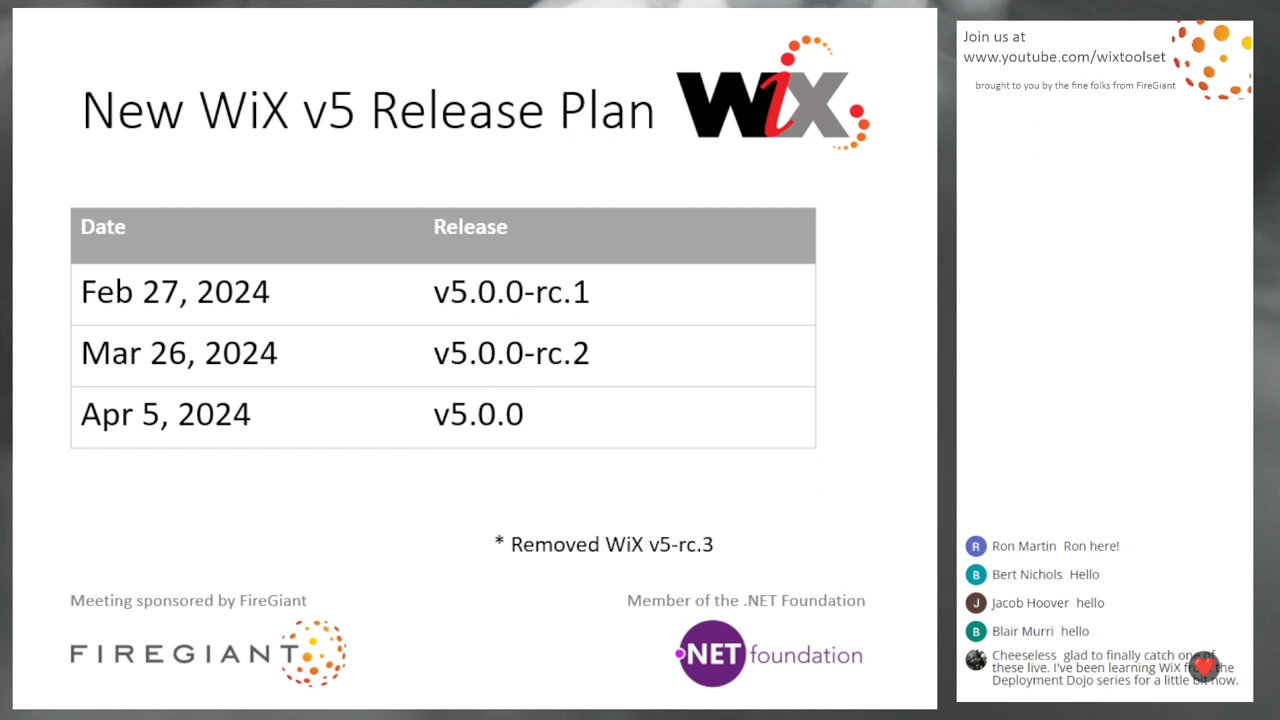 New WiX v5 Release Plan
WiX
Date Release
Feb 27, 2024 v5.0.0-rc.1
Mar 26, 2024 v5.0.0-rc.2
Apr 5, 2024 v5.0.0
* Removed WiX v5-rc.3
Meeting sponsored by FireGiant
Member of the .NET Foundation
FIREGIANT
.NET foundation
Join us at
www.youtube.com/wixtoolset
brought to you by the fine folks from FireGiant
R Ron Martin Ron here!
B Bert Nichols Hello
J Jacob Hoover hello
B Blair Murri hello
Cheeseless glad to finally catch one of
these live. I've been learning WiX from the
Deployment Dojo series for a little bit now.